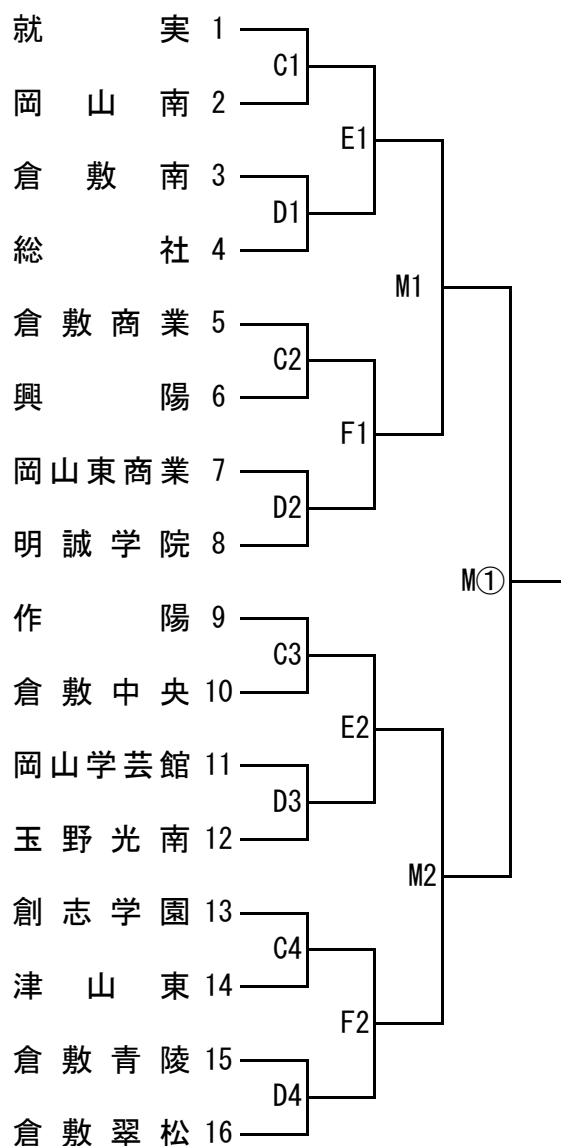 就実 1
C1
岡山南 2
E1
倉敷南 3
D1
総社 4
M1
倉敷商業 5
C2
興陽 6
F1
岡山東商業 7
D2
明誠学院 8
M①
作陽 9
C3
倉敷中央 10
E2
岡山学芸館 11
D3
玉野光南 12
M2
創志学園 13
C4
津山東 14
F2
倉敷青陵 15
D4
倉敷翠松 16